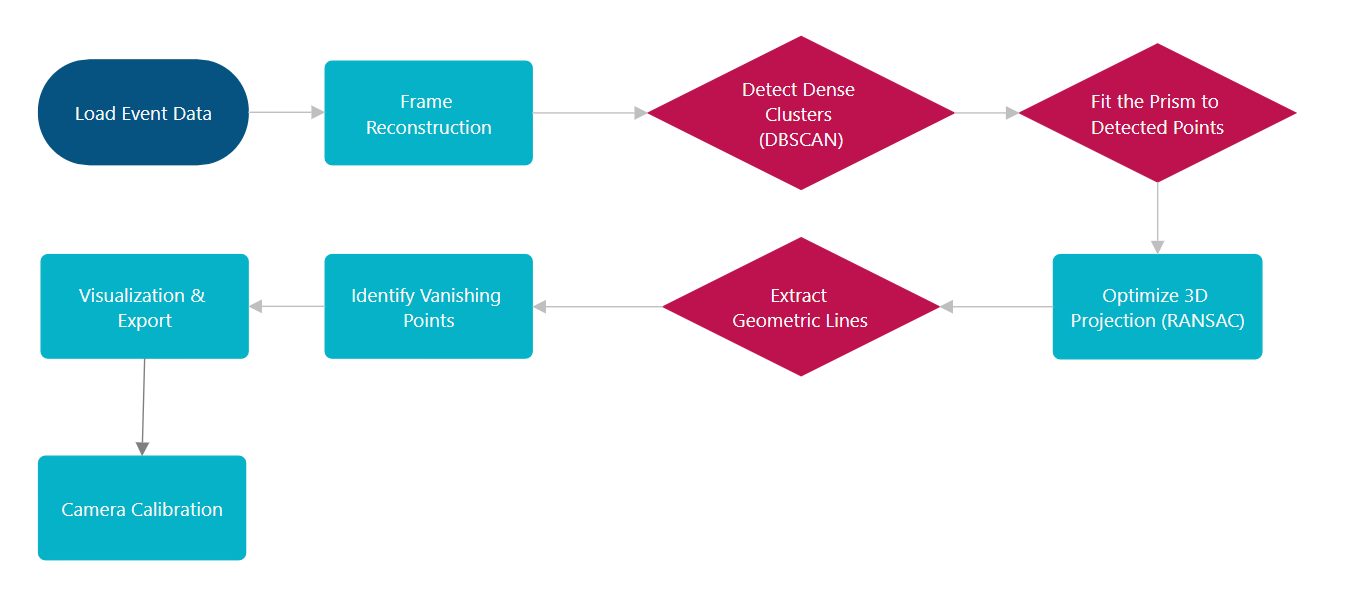 Load Event Data
Frame
Reconstruction
Detect Dense
Clusters
(DBSCAN)
Fit the Prism to
Detected Points
Optimize 3D
Projection (RANSAC)
Extract
Geometric Lines
Identify Vanishing
Points
Visualization &
Export
Camera Calibration